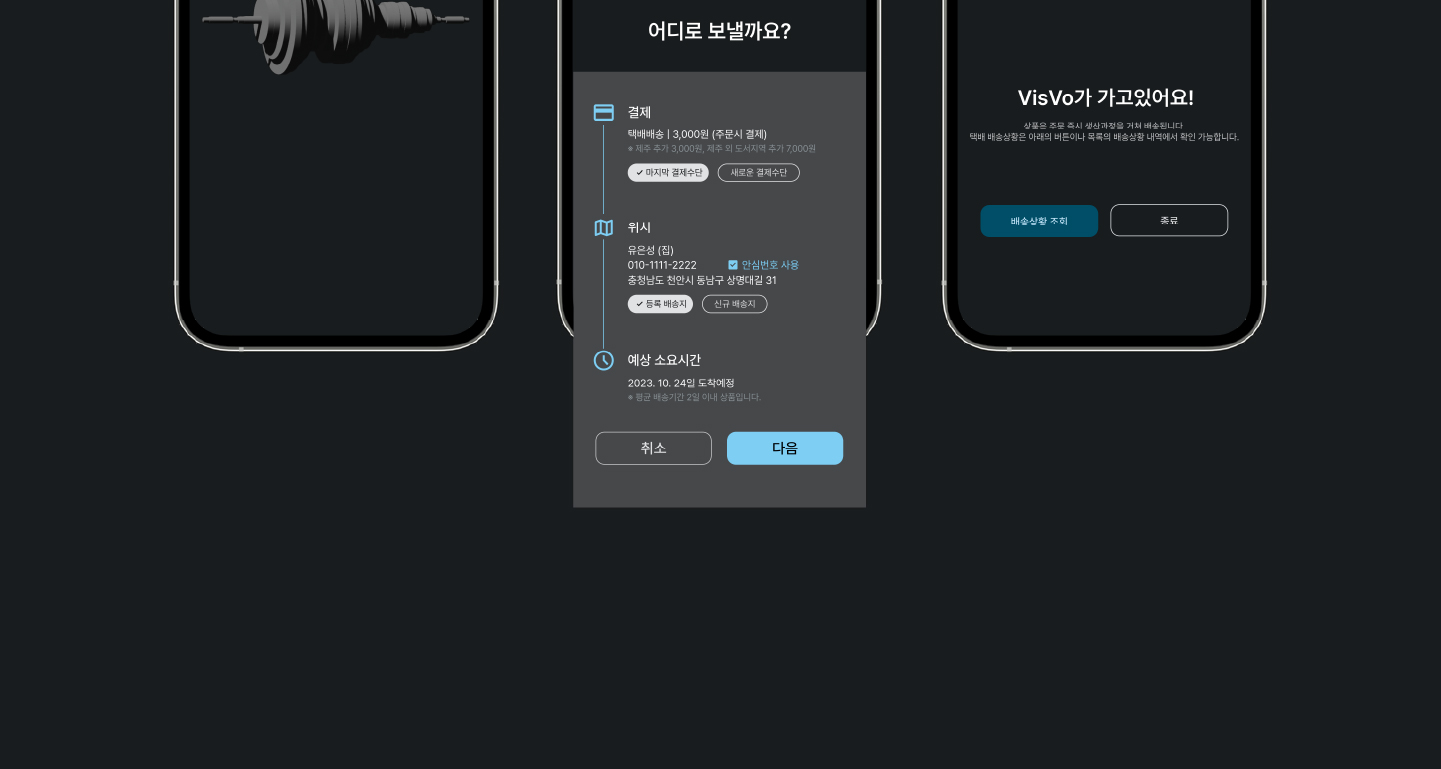 어디로 보낼까요?
결제
택배배송 | 3,000원 (주문시 결제)
※ 제주 추가 3,000원, 제주 외 도서지역 추가 7,000원
마지막 결제수단
새로운 결제수단
위시
유은성 (집)
010-1111-2222
안심번호 사용
충청남도 천안시 동남구 상명대길 31
등록 배송지
신규 배송지
예상 소요시간
2023. 10. 24일 도착예정
※ 평균 배송기간 2일 이내 상품입니다.
취소
다음
VisVo가 가고있어요!
상품은 주문 즉시 생산과정을 거쳐 배송됩니다
택배 배송상황은 아래의 버튼이나 목록의 배송상황 내역에서 확인 가능합니다.
배송상황 조회
종료